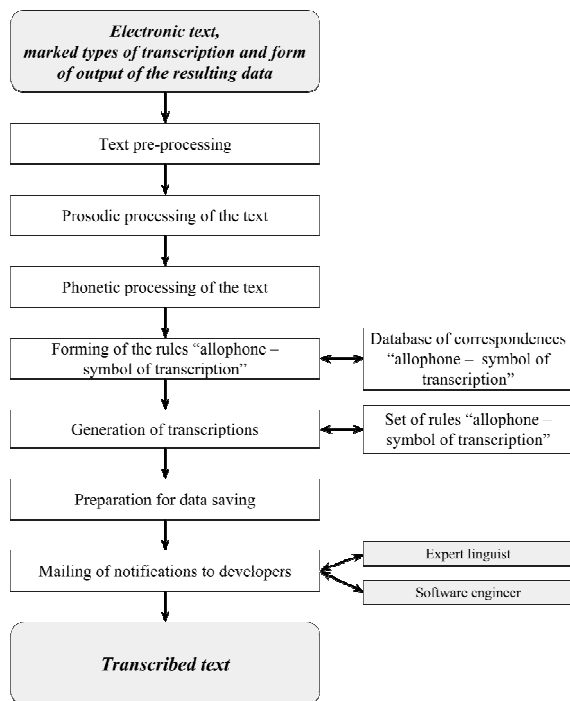 Electronic text,
marked types of transcription and form
of output of the resulting data
Text pre-processing
Prosodic processing of the text
Phonetic processing of the text
Forming of the rules “allophone –
symbol of transcription”
Database of correspondences
“allophone – symbol of
transcription”
Generation of transcriptions
Set of rules “allophone –
symbol of transcription”
Preparation for data saving
Mailing of notifications to developers
Expert linguist
Software engineer
Transcribed text